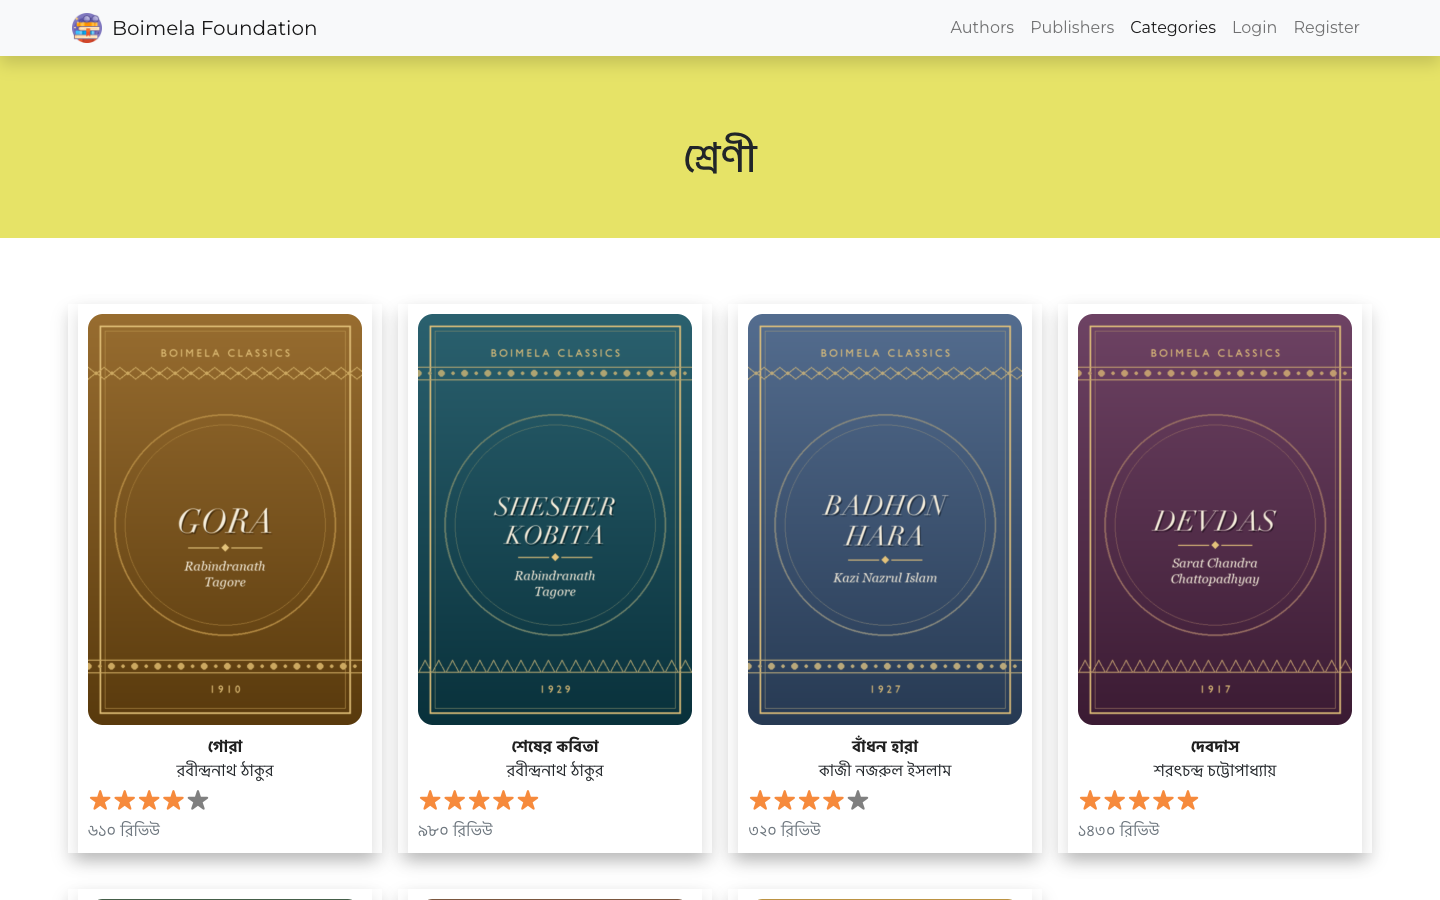 Boimela Foundation
Authors Publishers Categories Login Register
শ্রেণী
BOIMELA CLASSICS
GORA
Rabindranath
Tagore
1910
গোরা
রবীন্দ্রনাথ ঠাকুর
৬১০ রিভিউ
BOIMELA CLASSICS
SHESHER
KOBITA
Rabindranath
Tagore
1929
শেষের কবিতা
রবীন্দ্রনাথ ঠাকুর
৯৮০ রিভিউ
BOIMELA CLASSICS
BADHON
HARA
Kazi Nazrul Islam
1927
বাঁধন হারা
কাজী নজরুল ইসলাম
৩২০ রিভিউ
BOIMELA CLASSICS
DEVDAS
Sarat Chandra
Chattopadhyay
1917
দেবদাস
শরৎচন্দ্র চট্টোপাধ্যায়
১৪৩০ রিভিউ